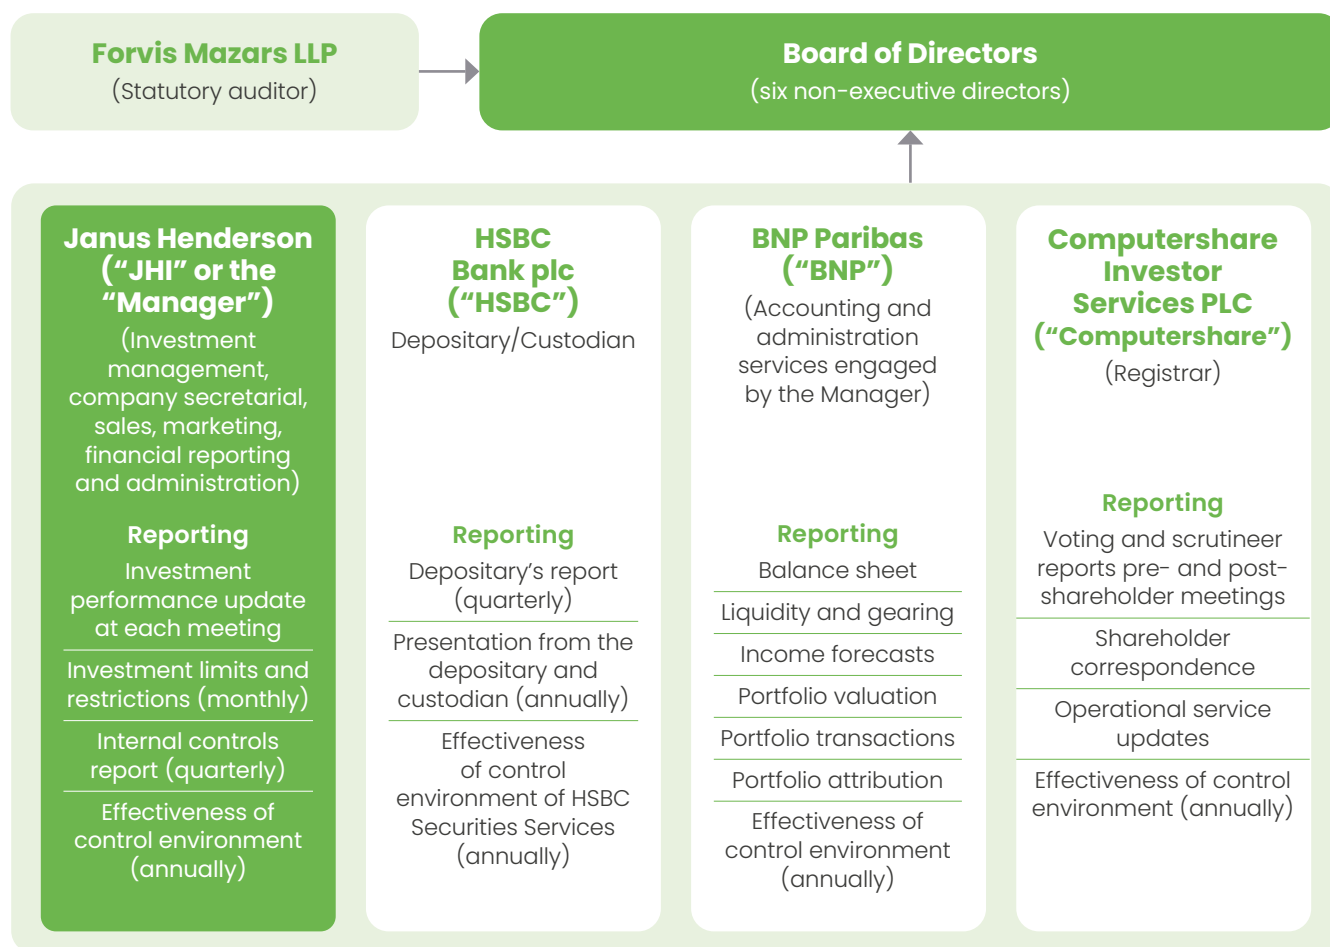 Forvis Mazars LLP
(Statutory auditor)
Board of Directors
(six non-executive directors)
Janus Henderson
(“JHI” or the
“Manager”)
(Investment
management,
company secretarial,
sales, marketing,
financial reporting
and administration)
Reporting
Investment
performance update
at each meeting
Investment limits and
restrictions (monthly)
Internal controls
report (quarterly)
Effectiveness of
control environment
(annually)
HSBC
Bank plc
(“HSBC”)
Depositary/Custodian
Reporting
Depositary’s report
(quarterly)
Presentation from the
depositary and
custodian (annually)
Effectiveness
of control
environment of HSBC
Securities Services
(annually)
BNP Paribas
(“BNP”)
(Accounting and
administration
services engaged
by the Manager)
Reporting
Balance sheet
Liquidity and gearing
Income forecasts
Portfolio valuation
Portfolio transactions
Portfolio attribution
Effectiveness of
control environment
(annually)
Computershare
Investor
Services PLC
(“Computershare”)
(Registrar)
Reporting
Voting and scrutineer
reports pre- and post-
shareholder meetings
Shareholder
correspondence
Operational service
updates
Effectiveness of control
environment (annually)